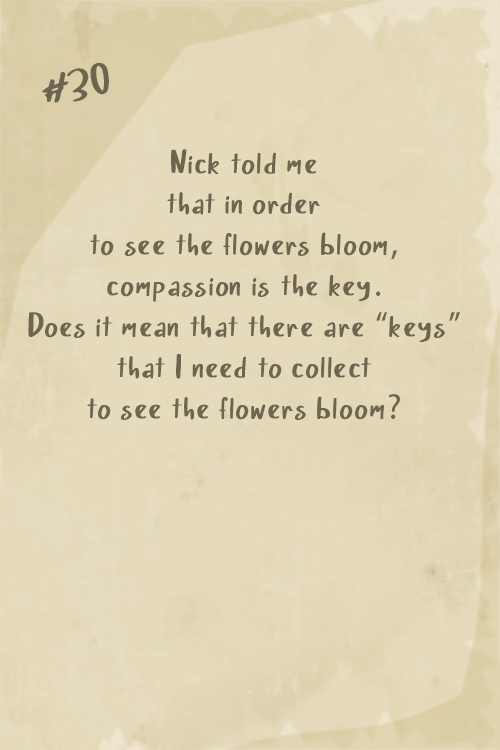 #30
Nick told me
that in order
to see the flowers bloom,
compassion is the key.
Does it mean that there are “keys”
that I need to collect
to see the flowers bloom?